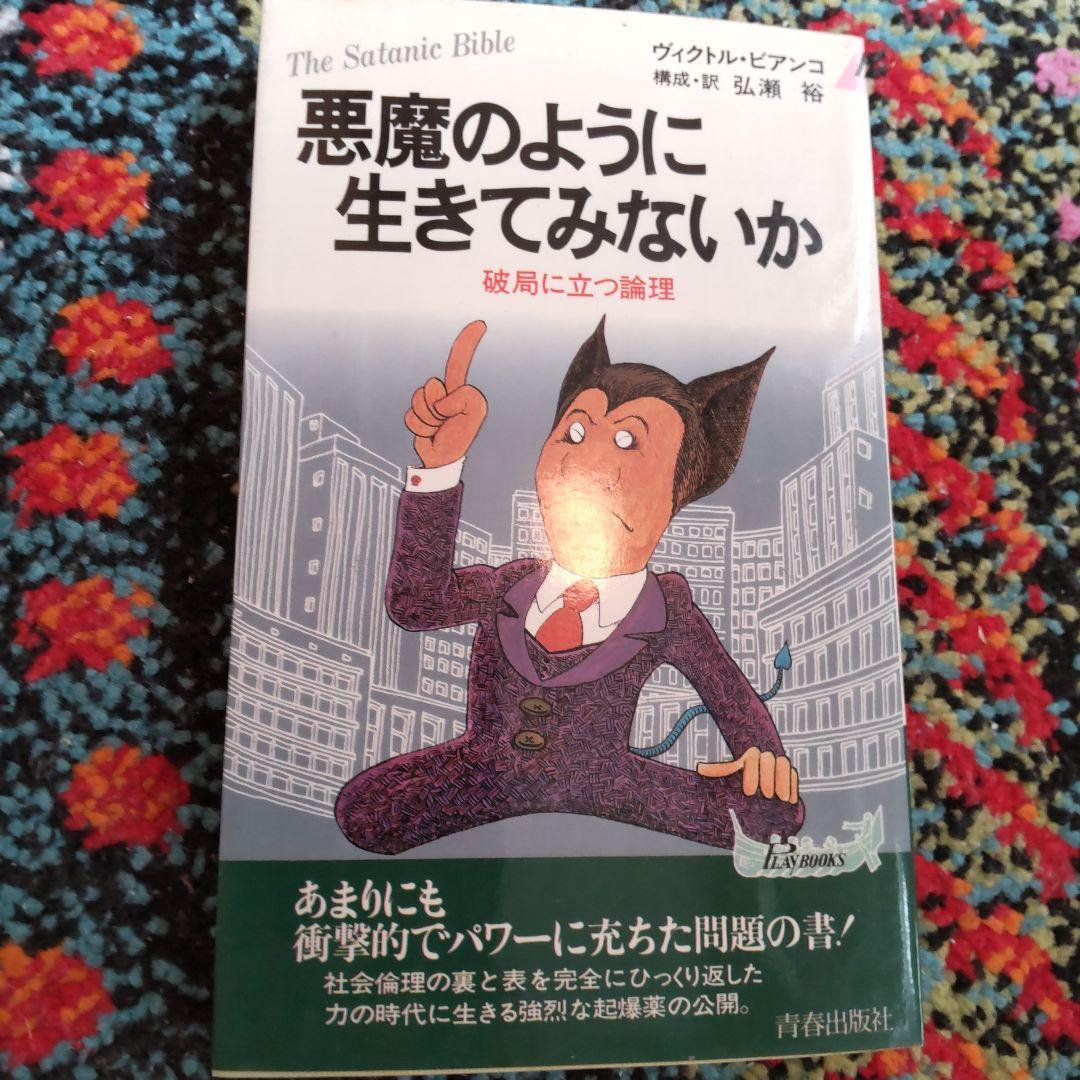 The Satanic Bible
ヴィクトル・ビアンコ
構成・訳 弘瀬 裕
悪魔のように
生きてみないか
破局に立つ論理
PLAYBOOKS
あまりにも
衝撃的でパワーに充ちた問題の書!
社会倫理の裏と表を完全にひっくり返した
力の時代に生きる強烈な起爆薬の公開。
青春出版社